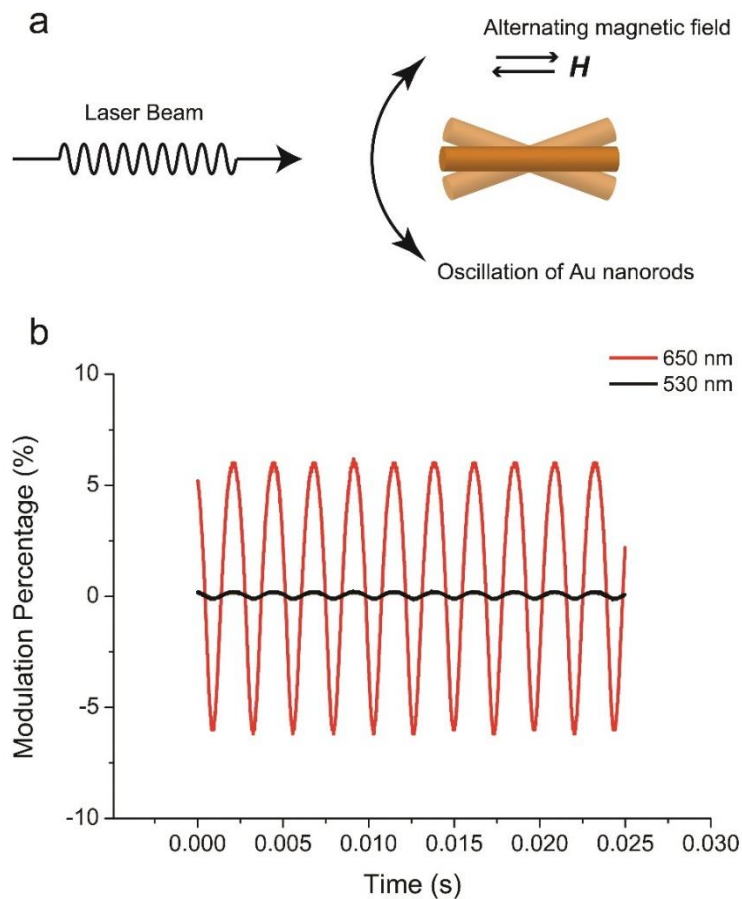 a
Alternating magnetic field
H
Laser Beam
Oscillation of Au nanorods
b
650 nm
530 nm
10
5
0
-5
-10
Modulation Percentage (%)
0.000 0.005 0.010 0.015 0.020 0.025 0.030
Time (s)